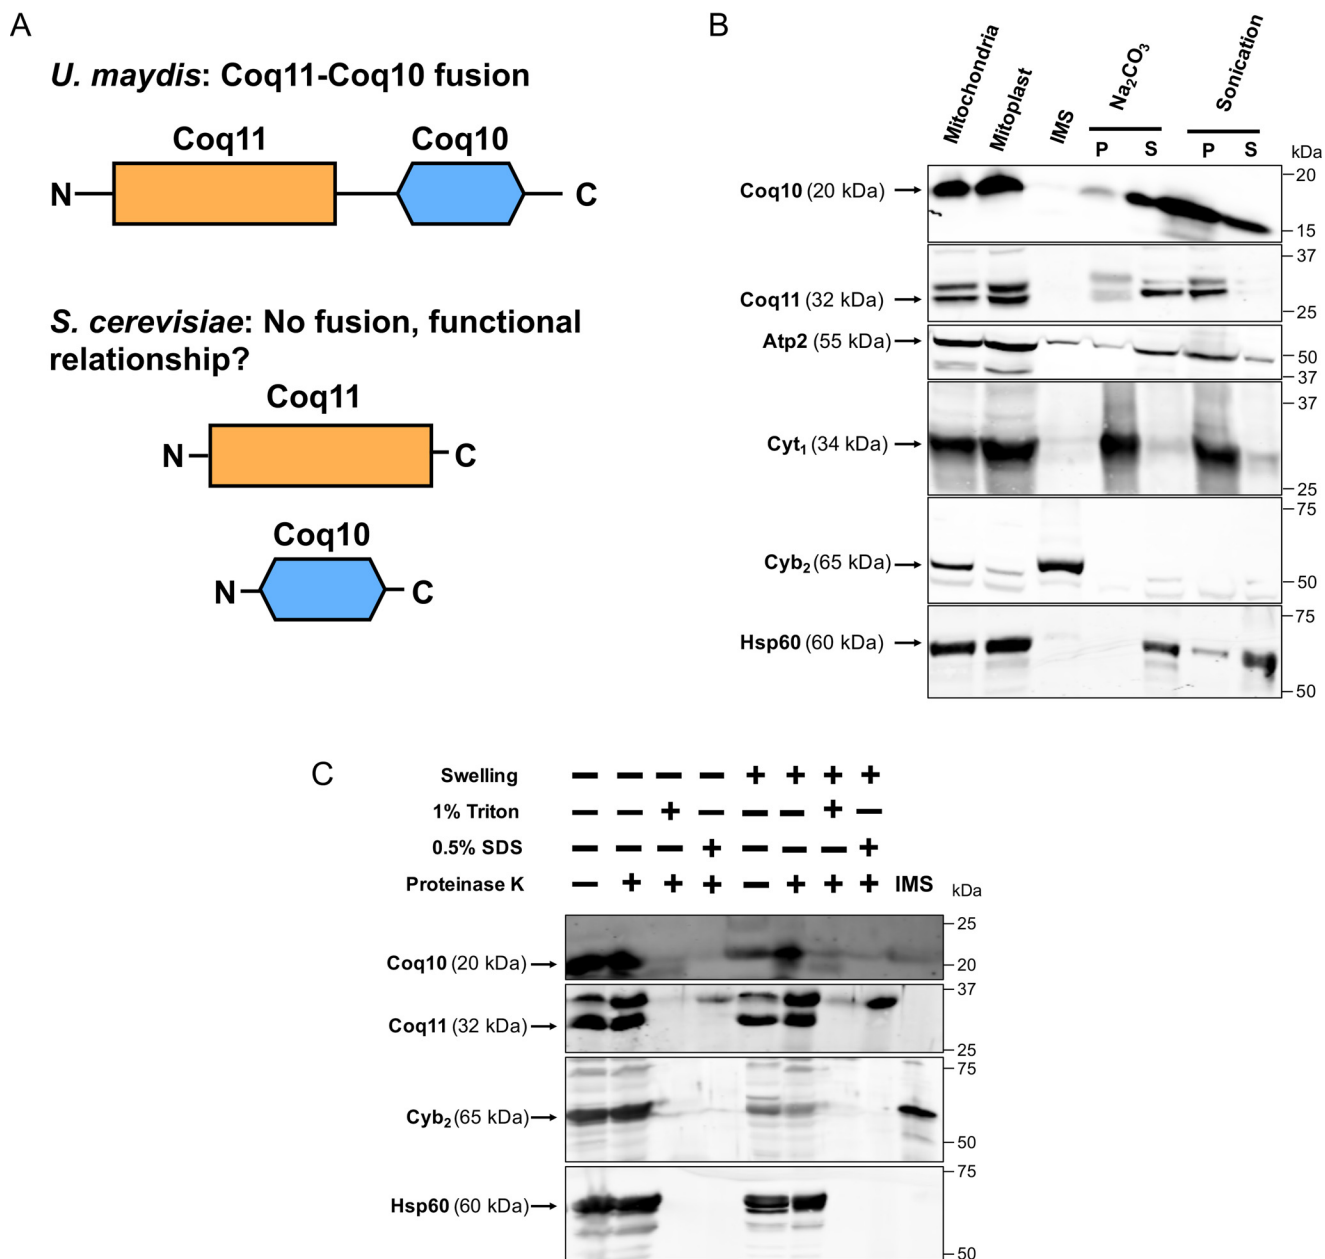 A
U. maydis: Coq11-Coq10 fusion
Coq11
Coq10
N
C
S. cerevisiae: No fusion, functional
relationship?
Coq11
N
C
Coq10
N
C
B
Mitochondria
Mitoplast
IMS
Na₂CO₃
Sonication
P
S
P
S
kDa
Coq10 (20 kDa)
20
15
Coq11 (32 kDa)
37
25
Atp2 (55 kDa)
50
37
Cyt₁ (34 kDa)
37
25
Cyb₂ (65 kDa)
75
50
Hsp60 (60 kDa)
75
50
C
Swelling − − − − + + + +
1% Triton − − + − − − + −
0.5% SDS − − − + − − − +
Proteinase K − + + + − + + + IMS
kDa
Coq10 (20 kDa)
25
20
Coq11 (32 kDa)
37
25
Cyb₂ (65 kDa)
75
50
Hsp60 (60 kDa)
75
50